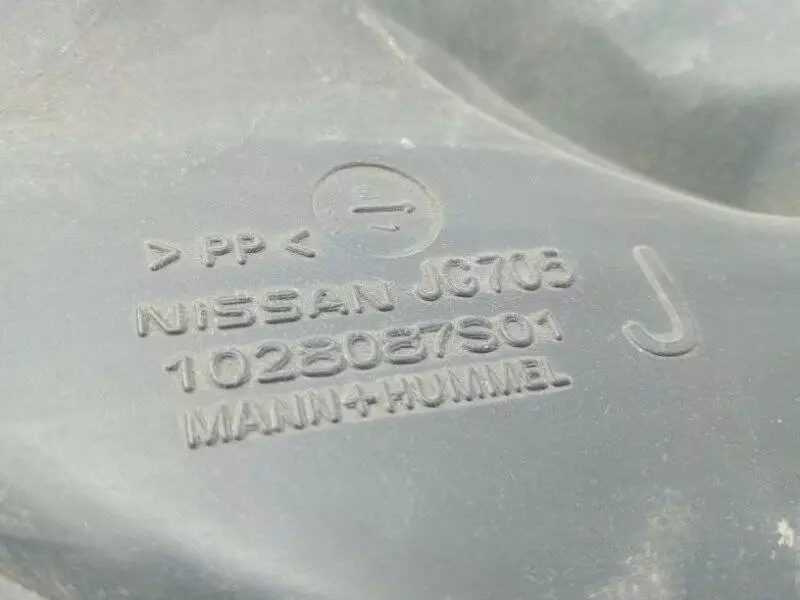 >PP<
NISSAN JC705
1028087S01
MANN+HUMMEL
J